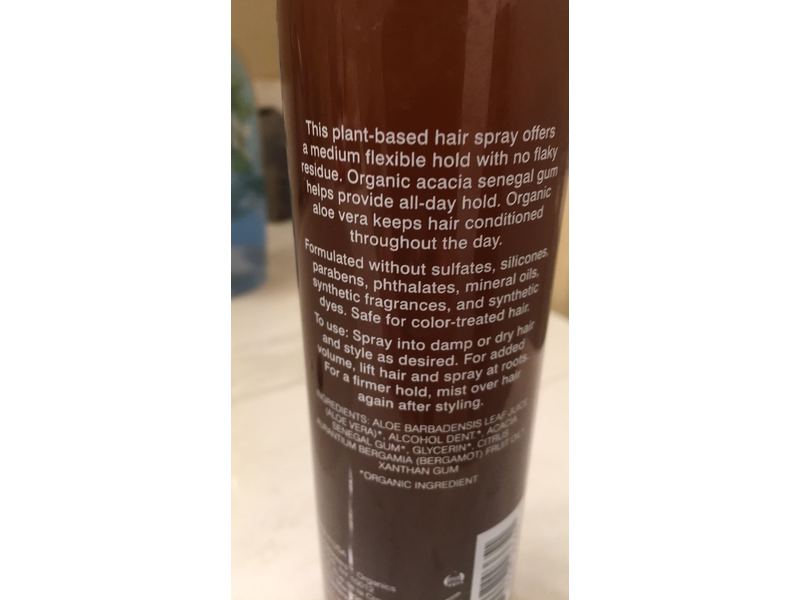 This plant-based hair spray offers
a medium flexible hold with no flaky
residue. Organic acacia senegal gum
helps provide all-day hold. Organic
aloe vera keeps hair conditioned
throughout the day.
Formulated without sulfates, silicones,
parabens, phthalates, mineral oils,
synthetic fragrances, and synthetic
dyes. Safe for color-treated hair.
To use: Spray into damp or dry hair
and style as desired. For added
volume, lift hair and spray at roots.
For a firmer hold, mist over hair
again after styling.
INGREDIENTS: ALOE BARBADENSIS LEAF JUICE
(ALOE VERA)*, ALCOHOL DENT.*, ACACIA
SENEGAL GUM*, GLYCERIN*, CITRUS
AURANTIUM BERGAMIA (BERGAMOT) FRUIT OIL*
XANTHAN GUM
*ORGANIC INGREDIENT
Organics